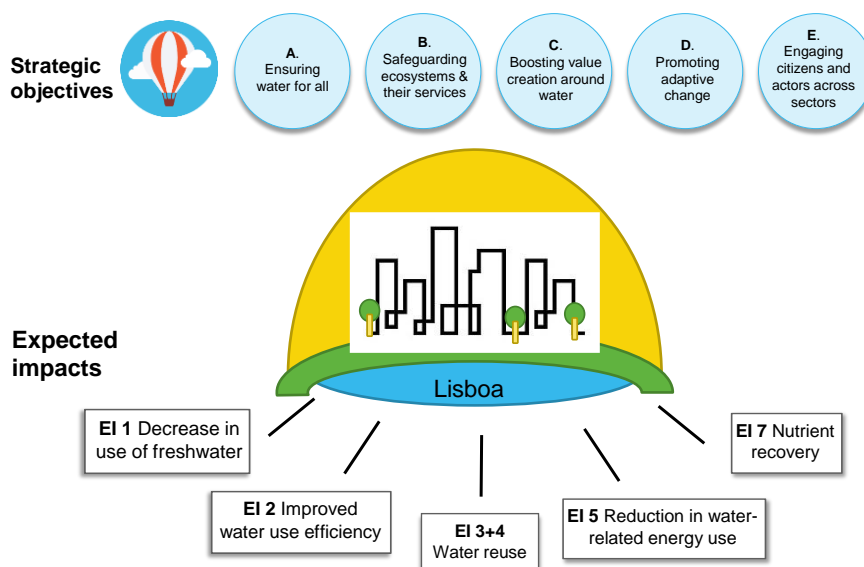 Strategic
objectives
A.
Ensuring
water for all
B.
Safeguarding
ecosystems &
their services
C.
Boosting value
creation around
water
D.
Promoting
adaptive
change
E.
Engaging
citizens and
actors across
sectors
Expected
impacts
Lisboa
EI 1 Decrease in
use of freshwater
EI 2 Improved
water use efficiency
EI 3+4
Water reuse
EI 5 Reduction in water-
related energy use
EI 7 Nutrient
recovery